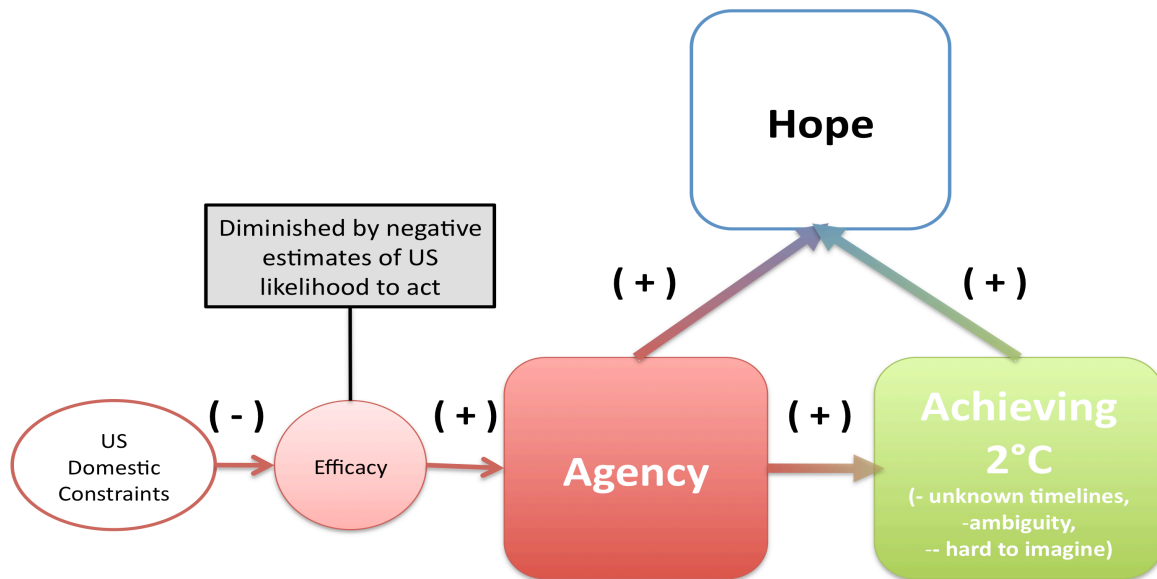 Hope
Diminished by negative
estimates of US
likelihood to act
( + )
( + )
( - )
( + )
( + )
US
Domestic
Constraints
Efficacy
Agency
Achieving
2°C
(- unknown timelines,
-ambiguity,
-- hard to imagine)